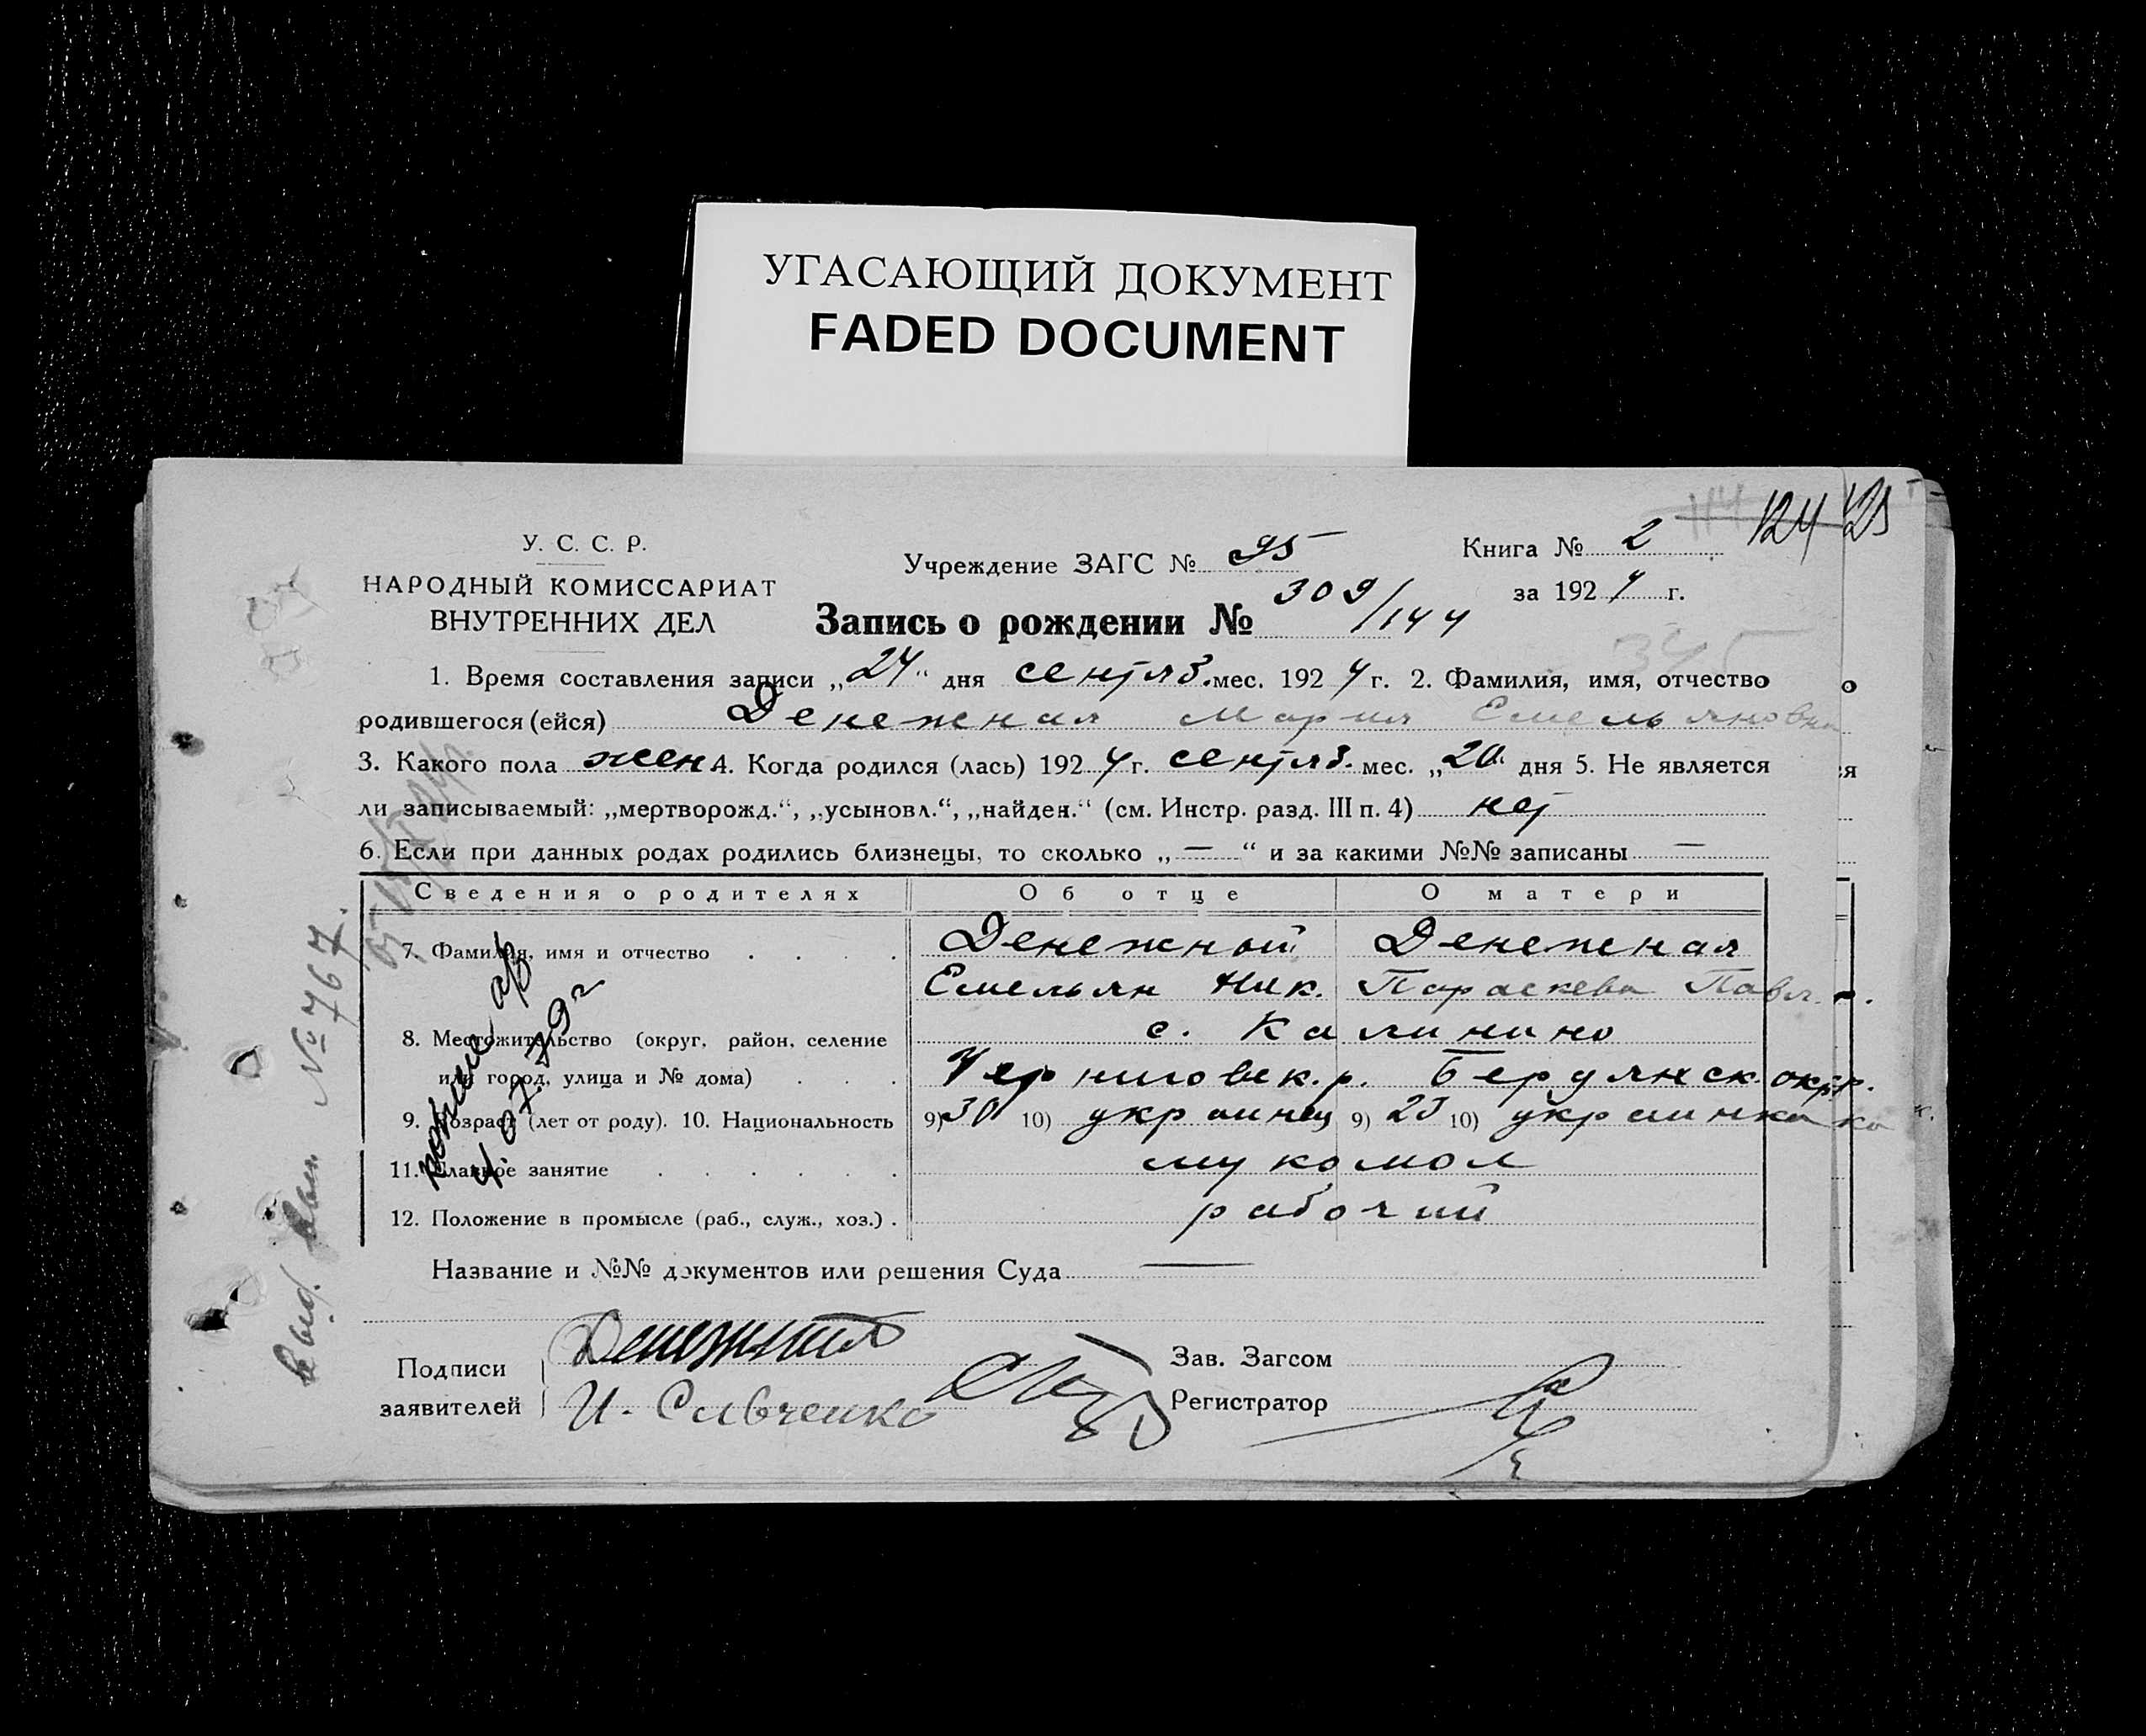 УГАСАЮЩИЙ ДОКУМЕНТ
FADED DOCUMENT
124
У. С. С. Р.
НАРОДНЫЙ КОМИССАРИАТ
ВНУТРЕННИХ ДЕЛ
Учреждение ЗАГС № 95
Книга № 2
за 1924 г.
Запись о рождении № 309/144
1. Время составления записи „24“ дня сентяб. мес. 1924 г. 2. Фамилия, имя, отчество
родившегося (ейся) Денежная Мария Емельяновна
3. Какого пола жен 4. Когда родился (лась) 1924 г. сентяб. мес. „20“ дня 5. Не является
ли записываемый: „мертворожд.“, „усыновл.“, „найден.“ (см. Инстр. разд. III п. 4) нет
6. Если при данных родах родились близнецы, то сколько „—“ и за какими №№ записаны —
Сведения о родителях Об отце О матери
7. Фамилия, имя и отчество . . . . Денежной Денежная
Емельян Ник. Параскева Павл.
8. Местожительство (округ, район, селение с. Калинино
или город, улица и № дома) . . . Черниговск. р. Бердянск. окр.
9. Возраст (лет от роду). 10. Национальность 9) 30 10) украинец 9) 23 10) украинка
11. Главное занятие . . . . . . мукомол
12. Положение в промысле (раб., служ., хоз.) . рабочий
Название и №№ документов или решения Суда —
Подписи
заявителей
И. Савченко
Зав. Загсом
Регистратор
№ 767.